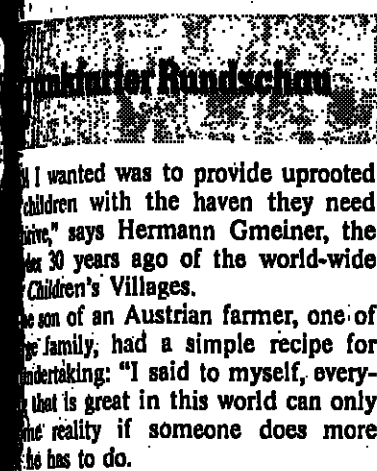 Frankfurter Rundschau
I wanted was to provide uprooted
children with the haven they need
says Hermann Gmeiner, the
30 years ago of the world-wide
Children's Villages.
son of an Austrian farmer, one of
family, had a simple recipe for
undertaking: "I said to myself, every-
that is great in this world can only
reality if someone does more
he has to do.